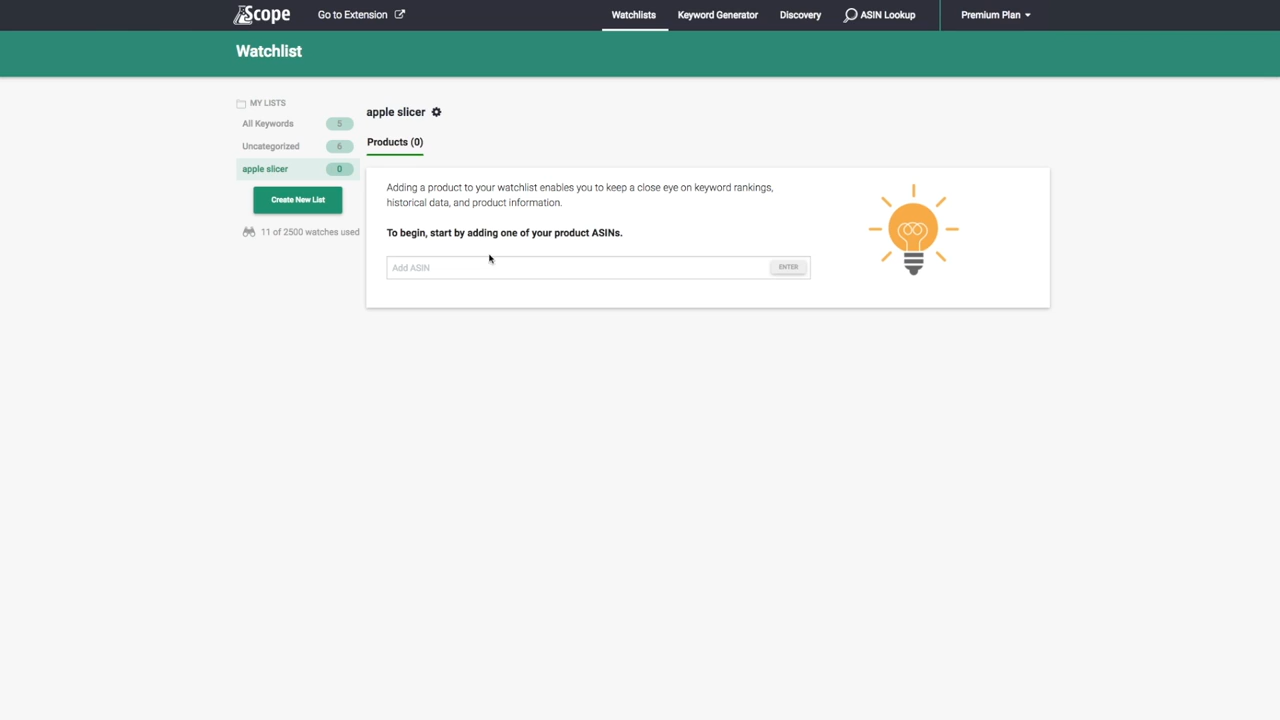 Scope
Go to Extension
Watchlists
Keyword Generator
Discovery
ASIN Lookup
Premium Plan
Watchlist
MY LISTS
All Keywords 5
Uncategorized 6
apple slicer 0
Create New List
11 of 2500 watches used
apple slicer
Products (0)
Adding a product to your watchlist enables you to keep a close eye on keyword rankings,
historical data, and product information.
To begin, start by adding one of your product ASINs.
Add ASIN
ENTER